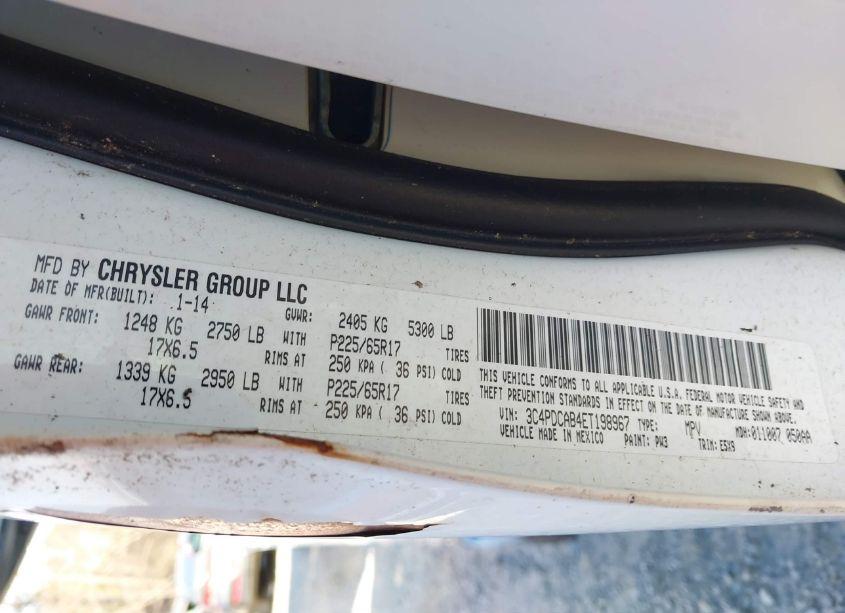 MFD BY CHRYSLER GROUP LLC
DATE OF MFR(BUILT): 1-14 GVWR: 2405 KG 5300 LB
GAWR FRONT: 1248 KG 2750 LB WITH P225/65R17 TIRES
17X6.5 RIMS AT 250 KPA ( 36 PSI) COLD
GAWR REAR: 1339 KG 2950 LB WITH P225/65R17 TIRES
17X6.5 RIMS AT 250 KPA ( 36 PSI) COLD
THIS VEHICLE CONFORMS TO ALL APPLICABLE U.S.A. FEDERAL MOTOR VEHICLE SAFETY AND
THEFT PREVENTION STANDARDS IN EFFECT ON THE DATE OF MANUFACTURE SHOWN ABOVE.
VIN: 3C4PDCAB4ET198967 TYPE: MPV MDH: 011007 050AA
VEHICLE MADE IN MEXICO PAINT: PW3 TRIM: E5X9